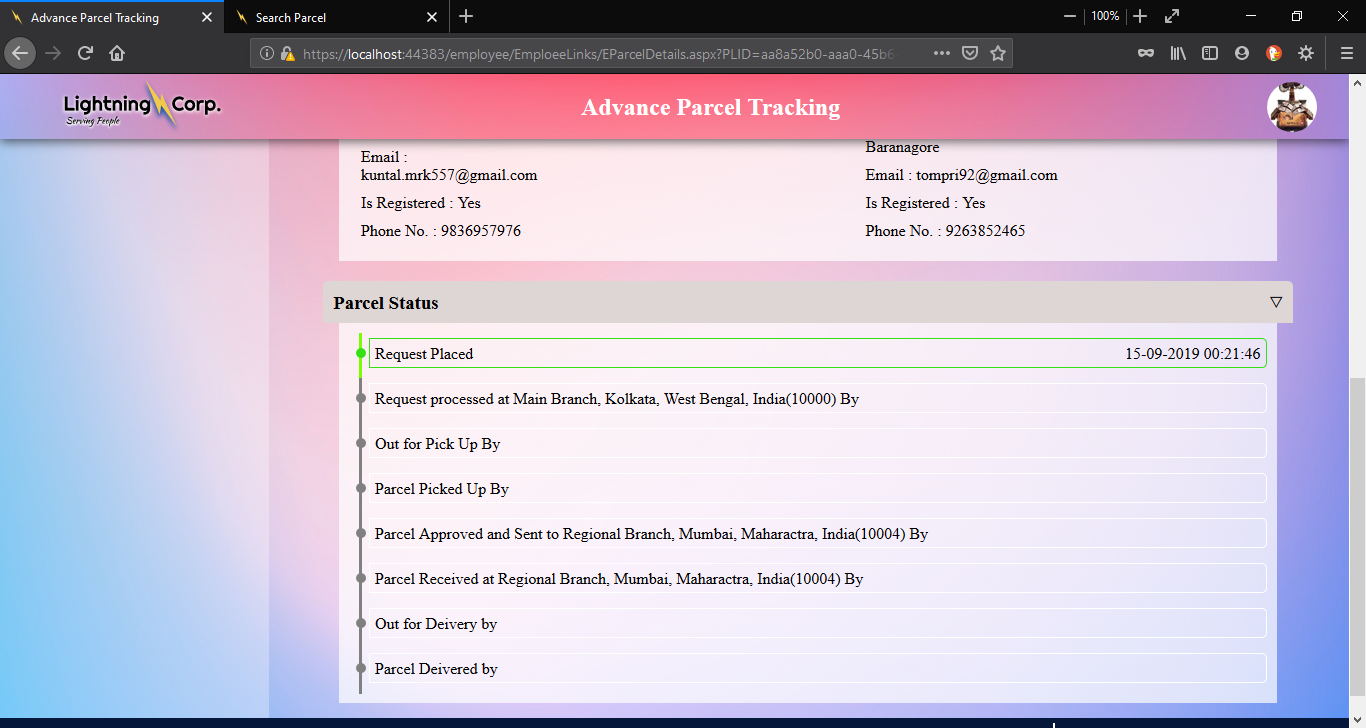 Advance Parcel Tracking
Search Parcel
100%
https://localhost:44383/employee/EmploeeLinks/EParcelDetails.aspx?PLID=aa8a52b0-aaa0-45b6
Lightning Corp.
Serving People
Advance Parcel Tracking
Email :
kuntal.mrk557@gmail.com
Is Registered : Yes
Phone No. : 9836957976
Baranagore
Email : tompri92@gmail.com
Is Registered : Yes
Phone No. : 9263852465
Parcel Status
Request Placed 15-09-2019 00:21:46
Request processed at Main Branch, Kolkata, West Bengal, India(10000) By
Out for Pick Up By
Parcel Picked Up By
Parcel Approved and Sent to Regional Branch, Mumbai, Maharactra, India(10004) By
Parcel Received at Regional Branch, Mumbai, Maharactra, India(10004) By
Out for Deivery by
Parcel Deivered by